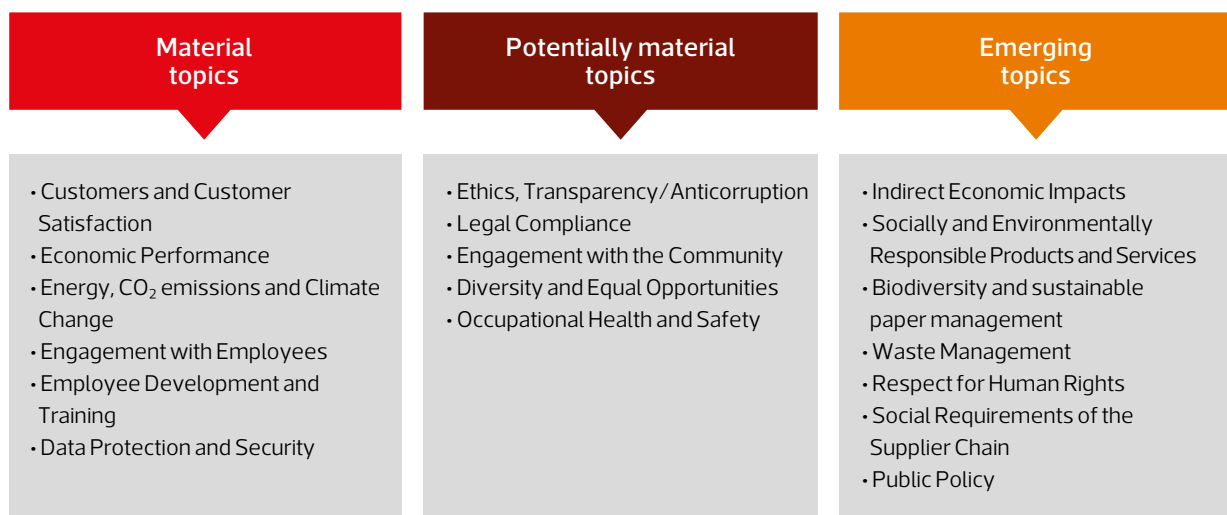 Material
topics
• Customers and Customer
Satisfaction
• Economic Performance
• Energy, CO₂ emissions and Climate
Change
• Engagement with Employees
• Employee Development and
Training
• Data Protection and Security
Potentially material
topics
• Ethics, Transparency/Anticorruption
• Legal Compliance
• Engagement with the Community
• Diversity and Equal Opportunities
• Occupational Health and Safety
Emerging
topics
• Indirect Economic Impacts
• Socially and Environmentally
Responsible Products and Services
• Biodiversity and sustainable
paper management
• Waste Management
• Respect for Human Rights
• Social Requirements of the
Supplier Chain
• Public Policy